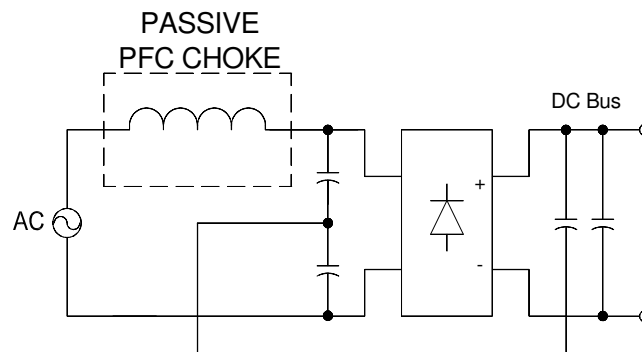 PASSIVE
PFC CHOKE
DC Bus
AC
+
-